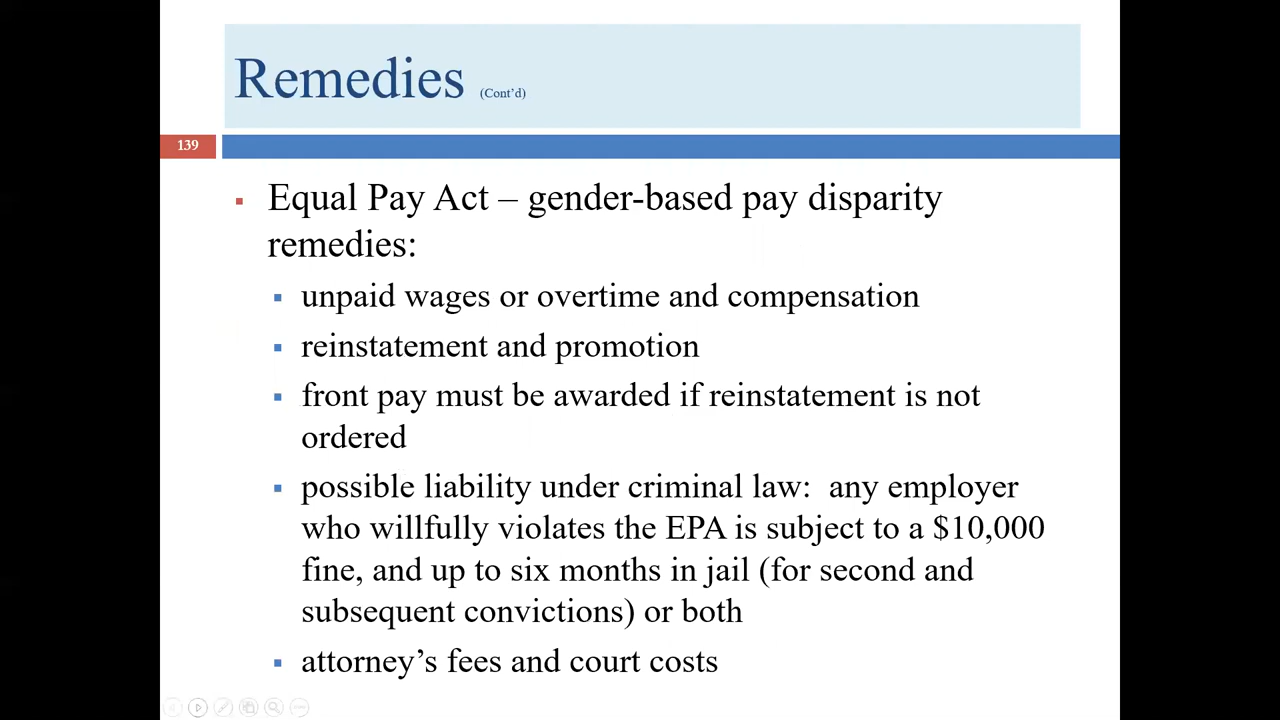 Remedies (Cont’d)
139
Equal Pay Act – gender-based pay disparity
remedies:
unpaid wages or overtime and compensation
reinstatement and promotion
front pay must be awarded if reinstatement is not
ordered
possible liability under criminal law:  any employer
who willfully violates the EPA is subject to a $10,000
fine, and up to six months in jail (for second and
subsequent convictions) or both
attorney’s fees and court costs